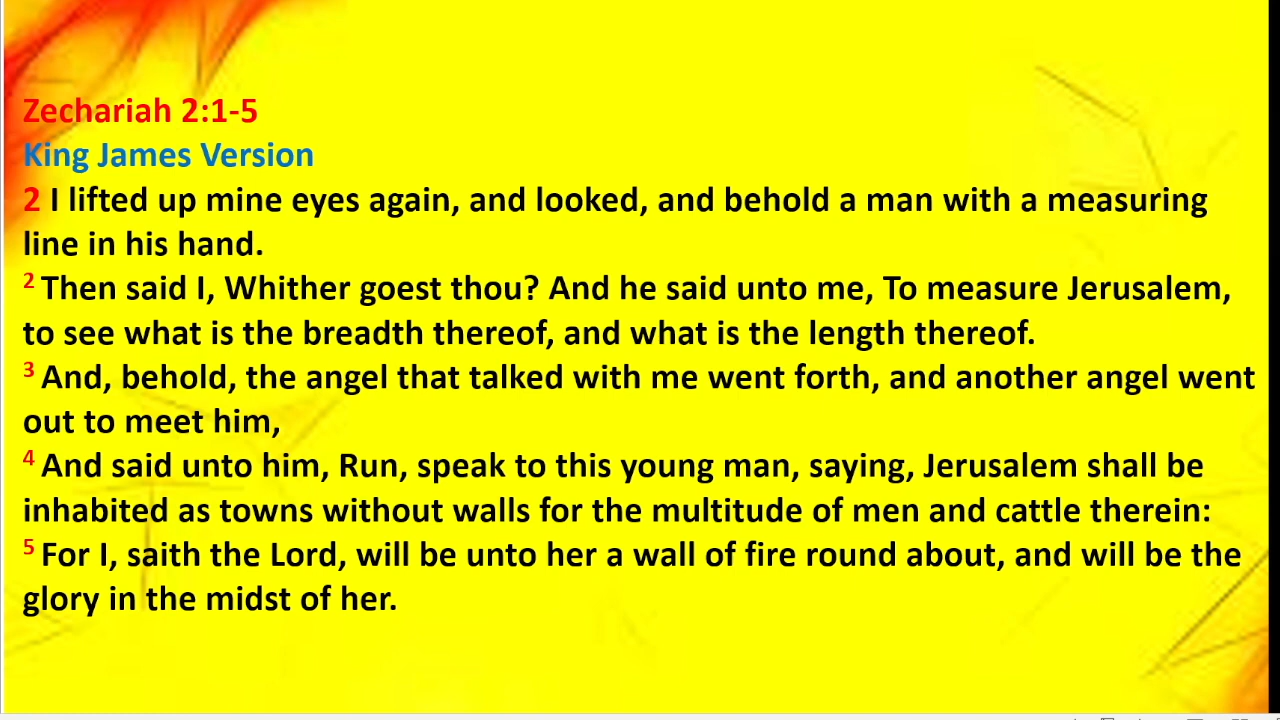 Zechariah 2:1-5
King James Version
2 I lifted up mine eyes again, and looked, and behold a man with a measuring
line in his hand.
2 Then said I, Whither goest thou? And he said unto me, To measure Jerusalem,
to see what is the breadth thereof, and what is the length thereof.
3 And, behold, the angel that talked with me went forth, and another angel went
out to meet him,
4 And said unto him, Run, speak to this young man, saying, Jerusalem shall be
inhabited as towns without walls for the multitude of men and cattle therein:
5 For I, saith the Lord, will be unto her a wall of fire round about, and will be the
glory in the midst of her.